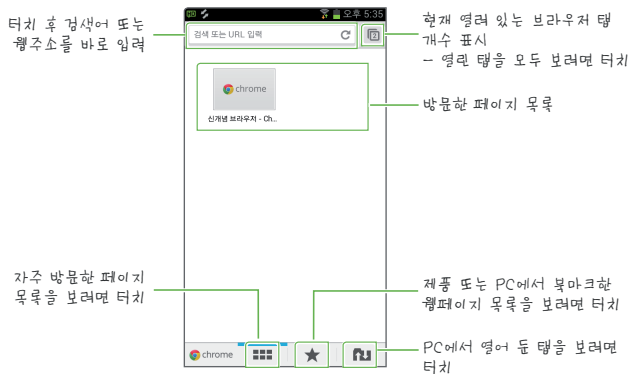 터치 후 검색어 또는
웹주소를 바로 입력
오후 5:35
검색 또는 URL 입력
2
현재 열려 있는 브라우저 탭
개수 표시
- 열린 탭을 모두 보려면 터치
chrome
신개념 브라우저 - Ch...
방문한 페이지 목록
자주 방문한 페이지
목록을 보려면 터치
제품 또는 PC에서 북마크한
웹페이지 목록을 보려면 터치
chrome
PC에서 열어 둔 탭을 보려면
터치